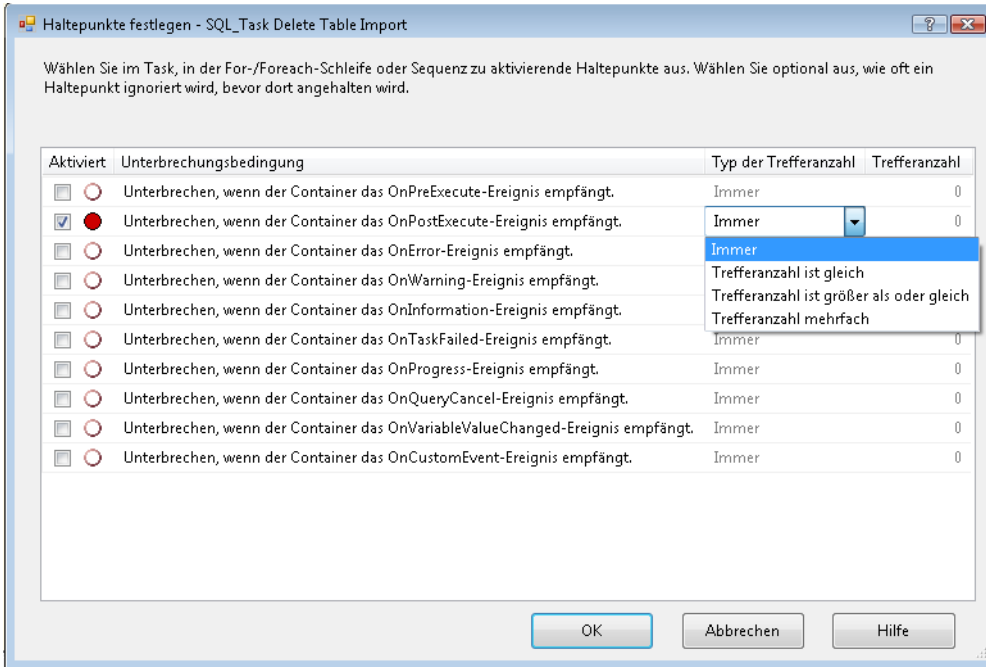 Haltepunkte festlegen - SQL_Task Delete Table Import
Wählen Sie im Task, in der For-/Foreach-Schleife oder Sequenz zu aktivierende Haltepunkte aus. Wählen Sie optional aus, wie oft ein
Haltepunkt ignoriert wird, bevor dort angehalten wird.
Aktiviert Unterbrechungsbedingung Typ der Trefferanzahl Trefferanzahl
Unterbrechen, wenn der Container das OnPreExecute-Ereignis empfängt. Immer 0
Unterbrechen, wenn der Container das OnPostExecute-Ereignis empfängt. Immer 0
Unterbrechen, wenn der Container das OnError-Ereignis empfängt. Immer
Unterbrechen, wenn der Container das OnWarning-Ereignis empfängt. Trefferanzahl ist gleich
Unterbrechen, wenn der Container das OnInformation-Ereignis empfängt. Trefferanzahl ist größer als oder gleich
Trefferanzahl mehrfach
Unterbrechen, wenn der Container das OnTaskFailed-Ereignis empfängt. Immer 0
Unterbrechen, wenn der Container das OnProgress-Ereignis empfängt. Immer 0
Unterbrechen, wenn der Container das OnQueryCancel-Ereignis empfängt. Immer 0
Unterbrechen, wenn der Container das OnVariableValueChanged-Ereignis empfängt. Immer 0
Unterbrechen, wenn der Container das OnCustomEvent-Ereignis empfängt. Immer 0
OK Abbrechen Hilfe